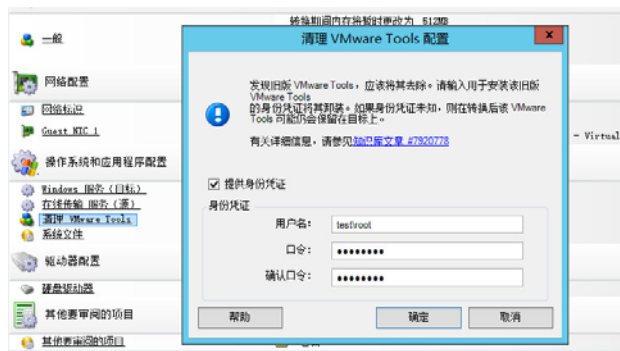 转换期间内存将暂时更改为 512MB
一般
清理 VMware Tools 配置
x
网络配置
发现旧版 VMware Tools，应该将其去除。请输入用于安装该旧版
VMware Tools
的身份凭证将其卸装。如果身份凭证未知，则在转换后该 VMware
Tools 可能仍会保留在目标上。
有关详细信息，请参见知识库文章 #7920778
网络标识
Guest NIC 1
- Virtual
操作系统和应用程序配置
提供身份凭证
Windows 服务（目标）
在线传输 服务（源）
清理 VMware Tools
系统文件
身份凭证
用户名：
test\root
口令：
●●●●●●●●
确认口令：
●●●●●●●●
驱动器配置
硬盘驱动器
其他要审阅的项目
其他要审阅的项目
帮助
确定
取消